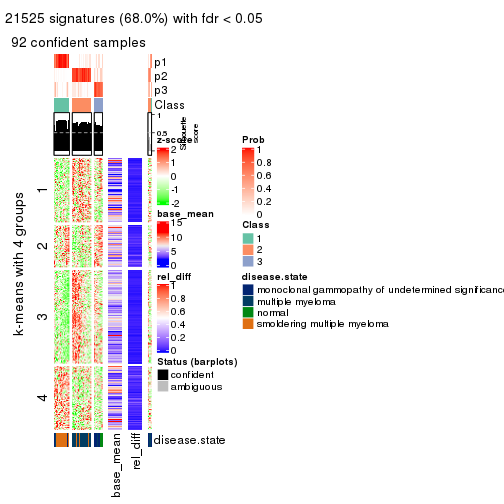 21525 signatures (68.0%) with fdr < 0.05
92 confident samples
p1
p2
p3
Class
1
0.5
0
Silhouette
score
k-means with 4 groups
1
2
3
4
base_mean
rel_diff
disease.state
z-score
2
1
0
-1
-2
base_mean
15
10
5
0
rel_diff
1
0.8
0.6
0.4
0.2
0
Status (barplots)
confident
ambiguous
Prob
1
0.8
0.6
0.4
0.2
0
Class
1
2
3
disease.state
monoclonal gammopathy of undetermined significance
multiple myeloma
normal
smoldering multiple myeloma